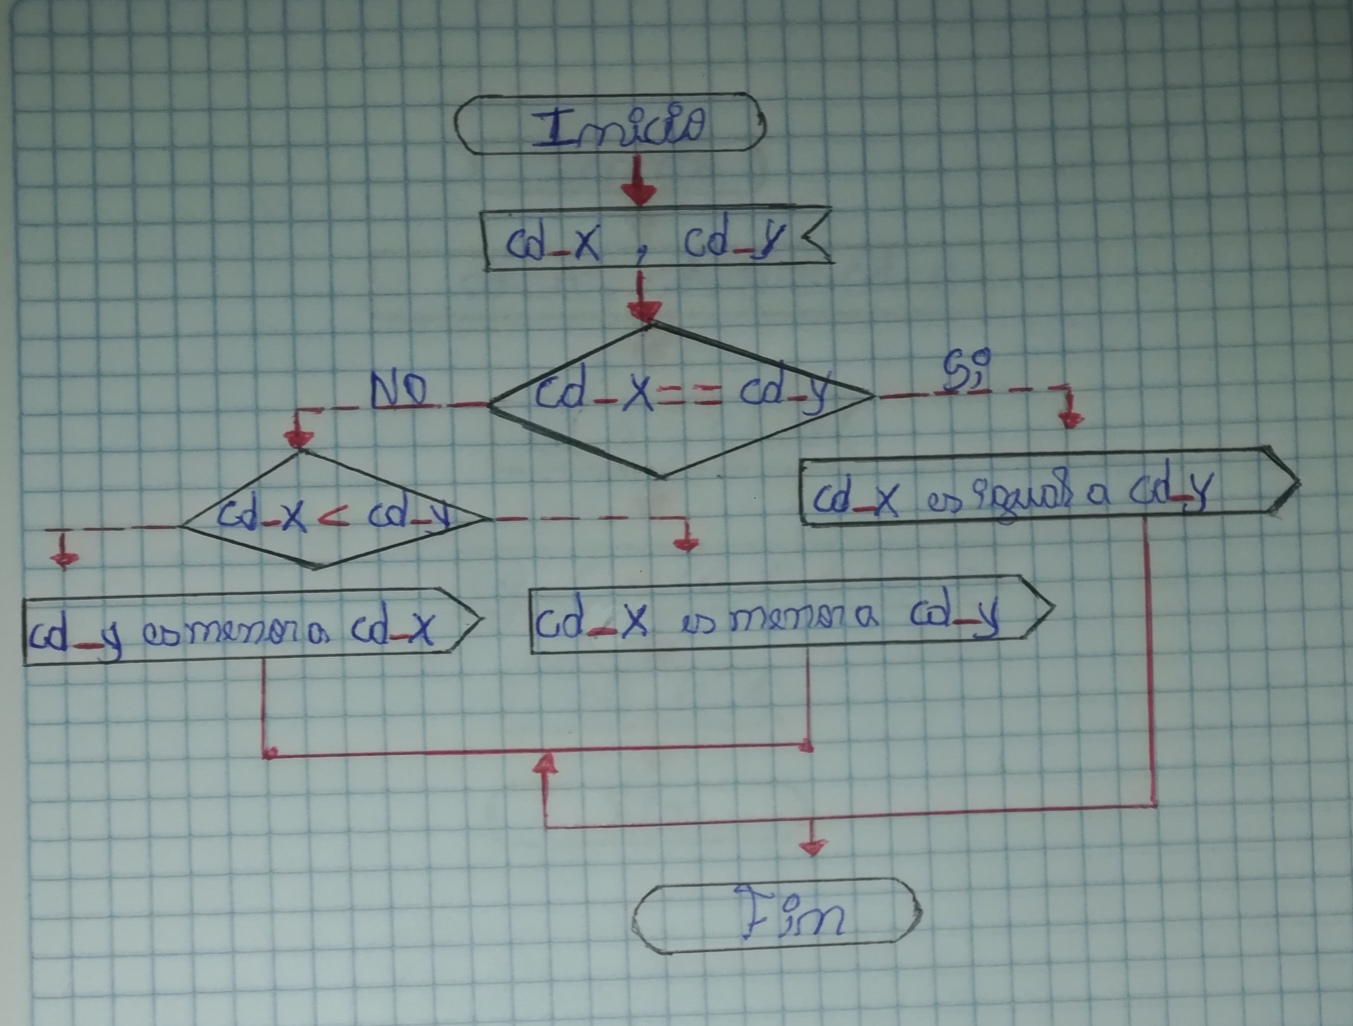 Inicio
cd_x , cd_y
NO
cd_x == cd_y
Si
cd_x < cd_y
cd_x es igual a cd_y
cd_y es menor a cd_x
cd_x es menor a cd_y
Fin